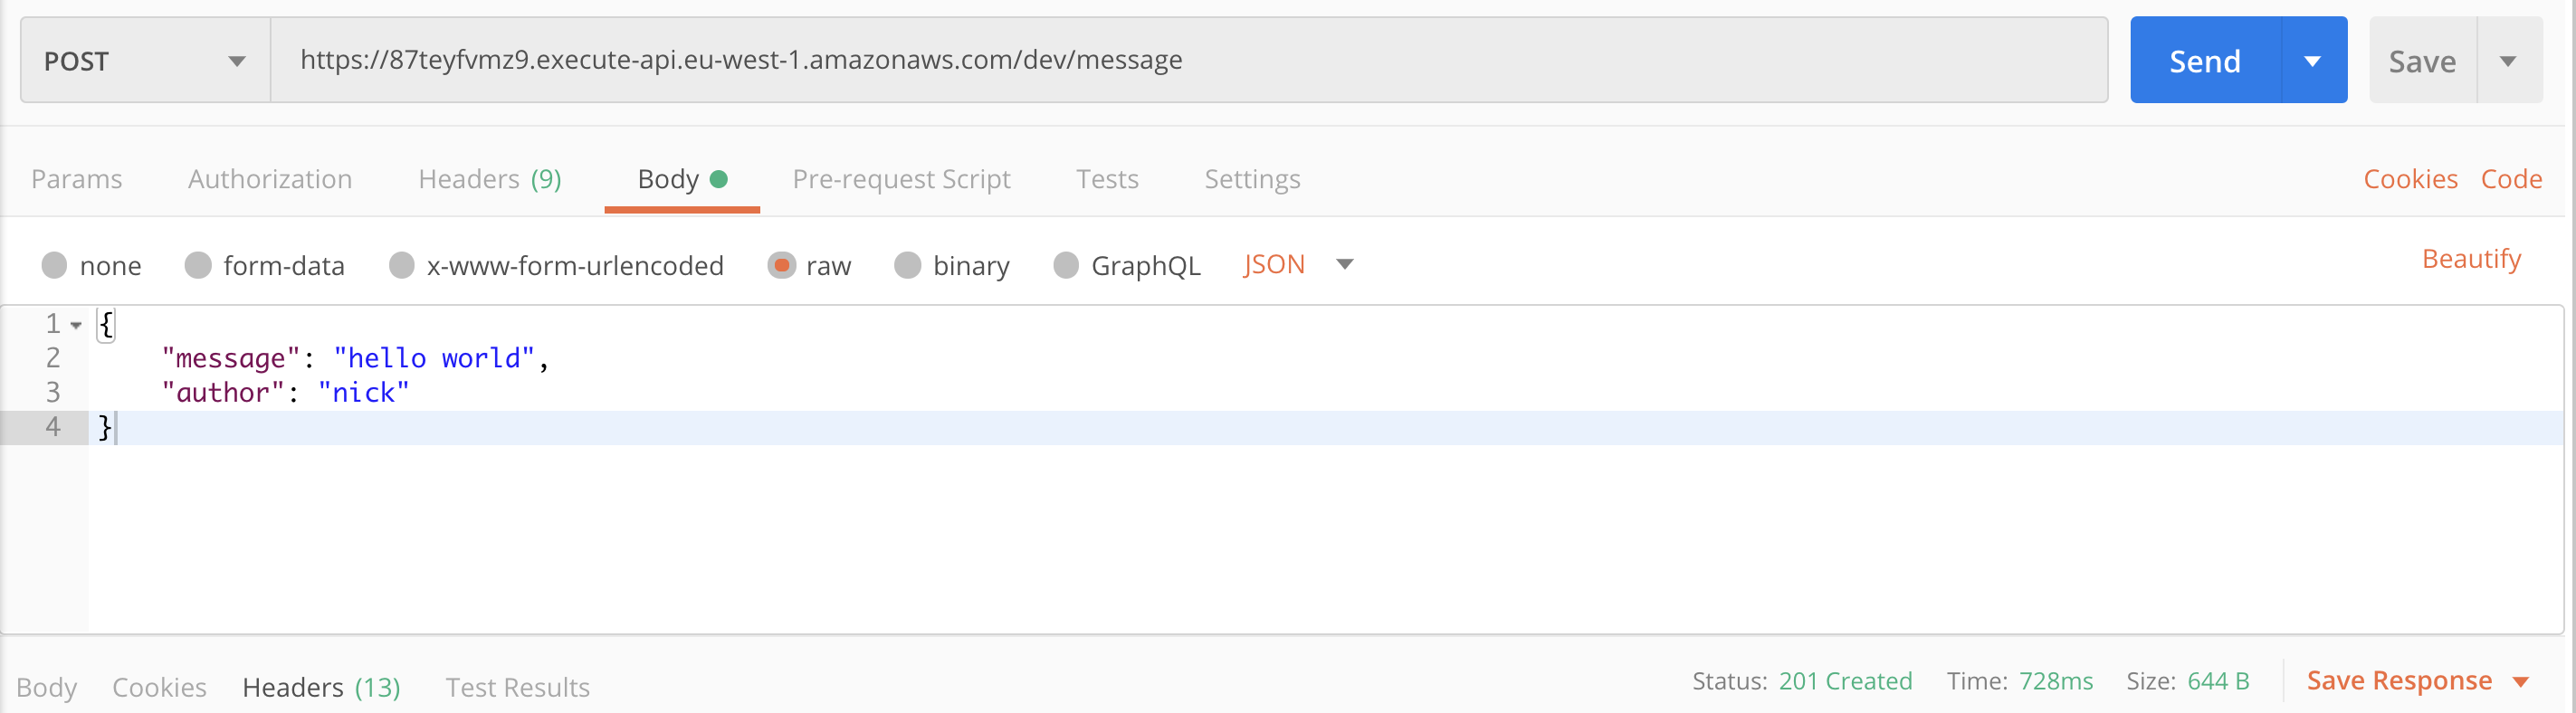 POST https://87teyfvmz9.execute-api.eu-west-1.amazonaws.com/dev/message Send Save
Params Authorization Headers (9) Body Pre-request Script Tests Settings Cookies Code
none form-data x-www-form-urlencoded raw binary GraphQL JSON Beautify
1 {
2 "message": "hello world",
3 "author": "nick"
4 }
Body Cookies Headers (13) Test Results Status: 201 Created Time: 728ms Size: 644 B Save Response